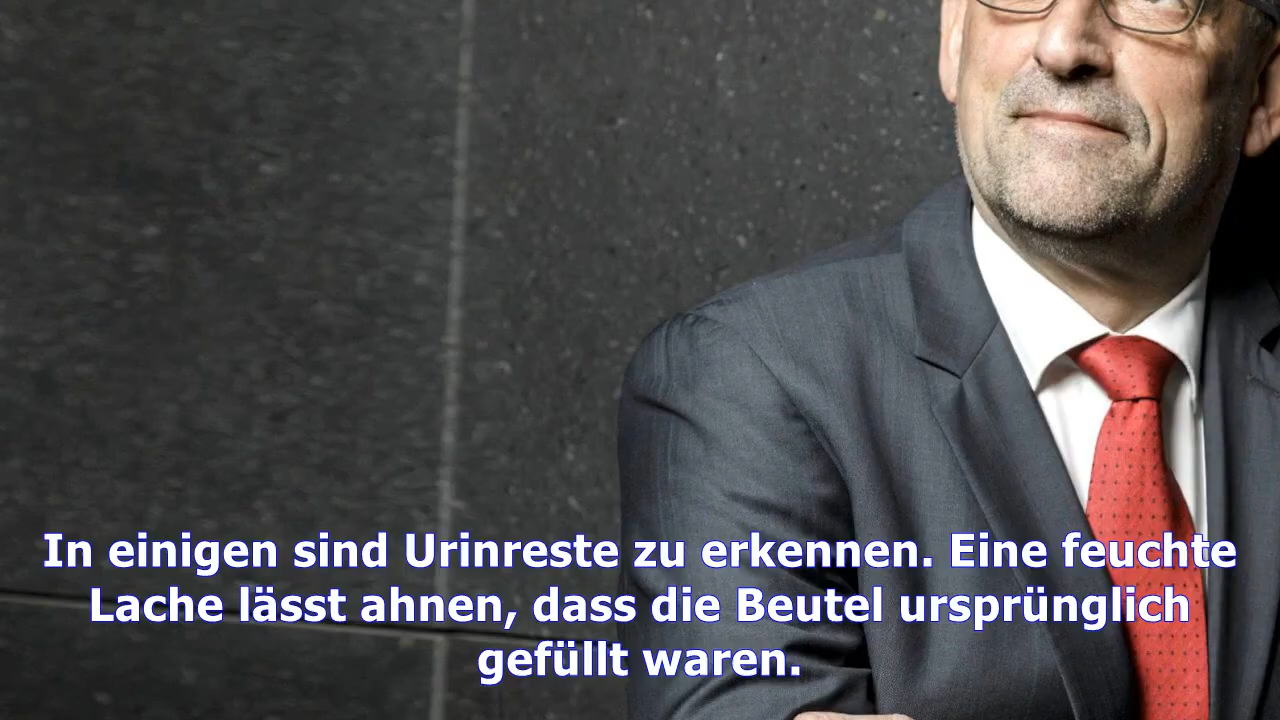 In einigen sind Urinreste zu erkennen. Eine feuchte
Lache lässt ahnen, dass die Beutel ursprünglich
gefüllt waren.